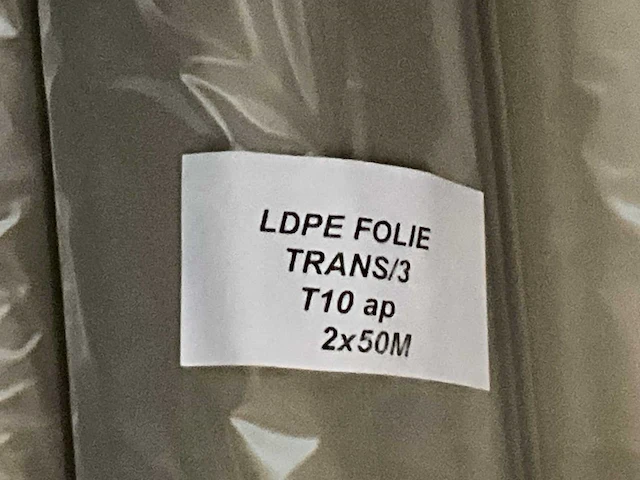 LDPE FOLIE
TRANS/3
T10 ap
2x50M